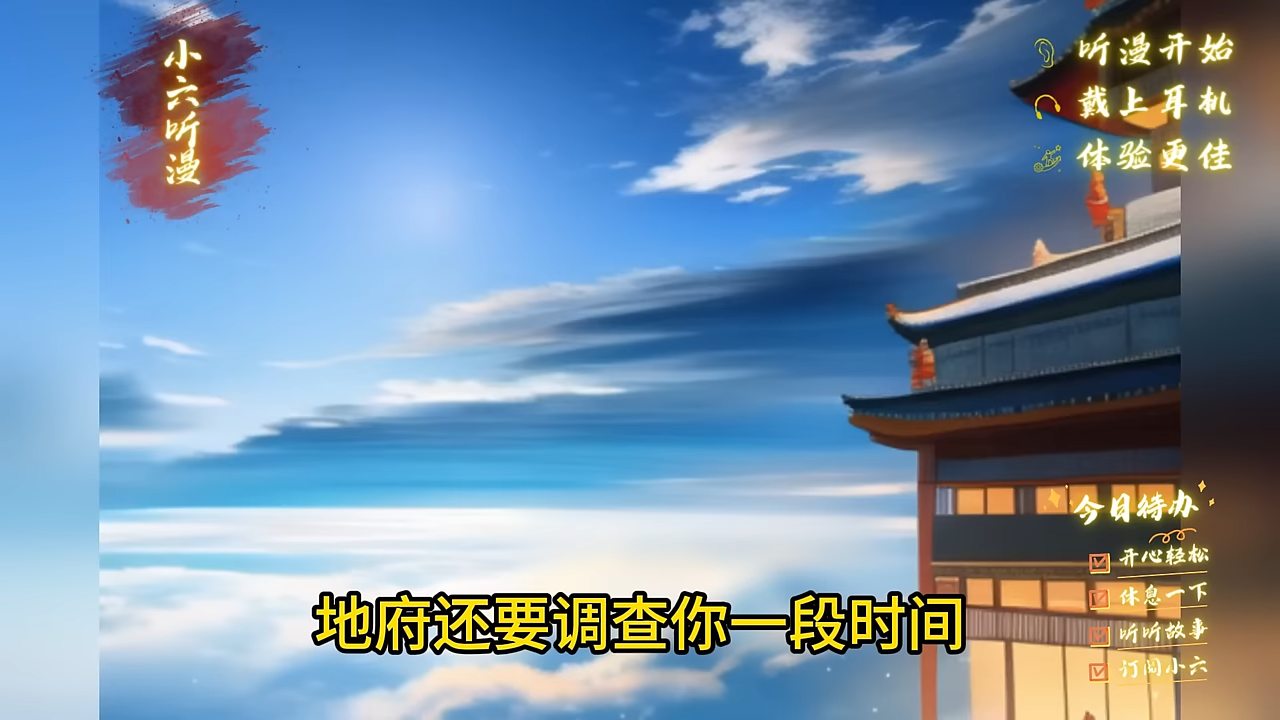 小六听漫
听漫开始
戴上耳机
体验更佳
今日待办
开心轻松
休息一下
听听故事
订阅小六
地府还要调查你一段时间